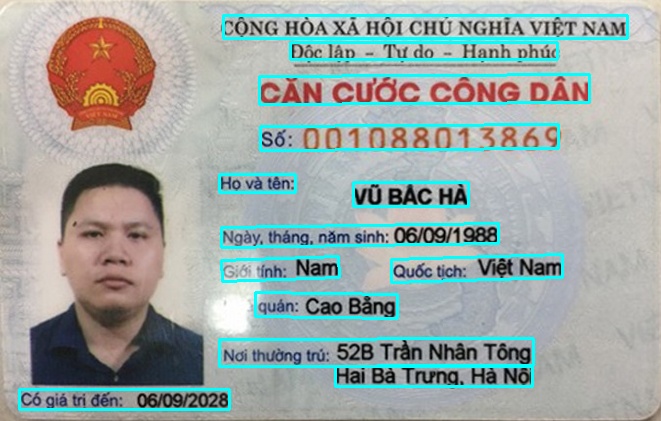 CỘNG HÒA XÃ HỘI CHỦ NGHĨA VIỆT NAM
Độc lập - Tự do - Hạnh phúc
CĂN CƯỚC CÔNG DÂN
Số: 001088013869
Họ và tên:
VŨ BẮC HÀ
Ngày, tháng, năm sinh: 06/09/1988
Giới tính: Nam Quốc tịch: Việt Nam
quán: Cao Bằng
Nơi thường trú: 52B Trần Nhân Tông
Hai Bà Trưng, Hà Nội
Có giá trị đến: 06/09/2028